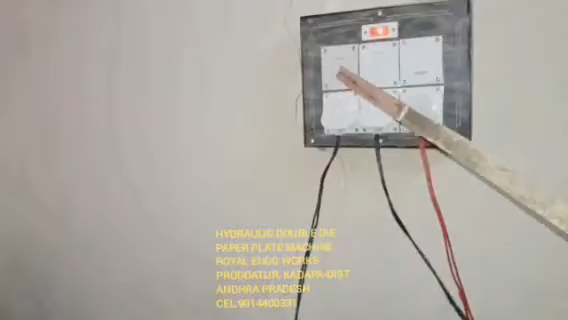 HYDRAULIC DOUBLE DIE
PAPER PLATE MACHINE
ROYAL ENGG WORKS
PRODDATUR, KADAPA-DIST
ANDHRA PRADESH
CEL:9014400331